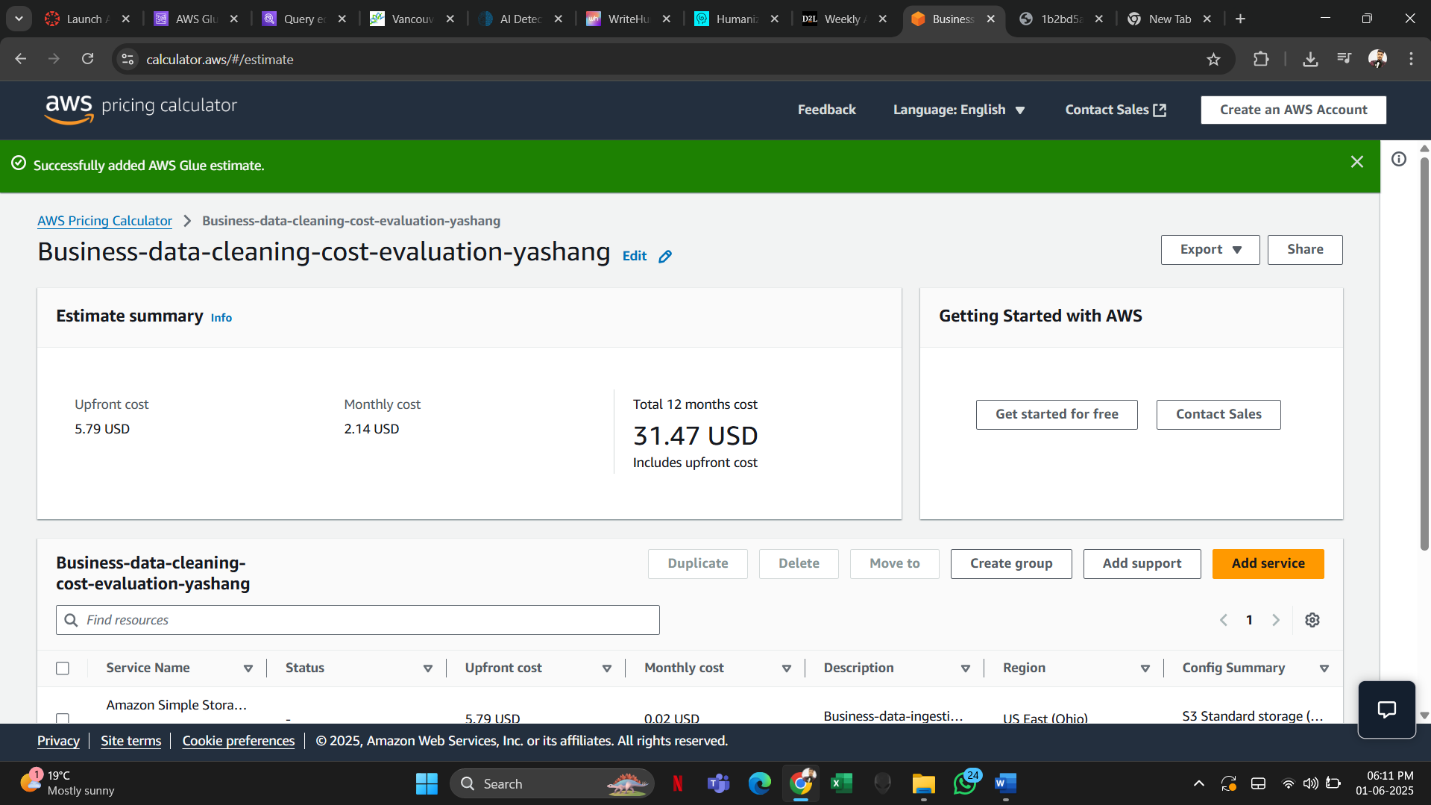 Launch A
AWS Glu
Query e
Vancouv
AI Detec
WriteHu
Humaniz
D2L Weekly A
Business
1b2bd5a
New Tab
calculator.aws/#/estimate
aws pricing calculator
Feedback
Language: English
Contact Sales
Create an AWS Account
Successfully added AWS Glue estimate.
AWS Pricing Calculator
Business-data-cleaning-cost-evaluation-yashang
Business-data-cleaning-cost-evaluation-yashang
Edit
Export
Share
Estimate summary Info
Getting Started with AWS
Upfront cost
5.79 USD
Monthly cost
2.14 USD
Total 12 months cost
31.47 USD
Includes upfront cost
Get started for free
Contact Sales
Business-data-cleaning-
cost-evaluation-yashang
Duplicate
Delete
Move to
Create group
Add support
Add service
Find resources
1
Service Name
Status
Upfront cost
Monthly cost
Description
Region
Config Summary
Amazon Simple Stora...
-
5.79 USD
0.02 USD
Business-data-ingesti...
US East (Ohio)
S3 Standard storage (...
Privacy
Site terms
Cookie preferences
© 2025, Amazon Web Services, Inc. or its affiliates. All rights reserved.
1
19°C
Mostly sunny
Search
24
06:11 PM
01-06-2025